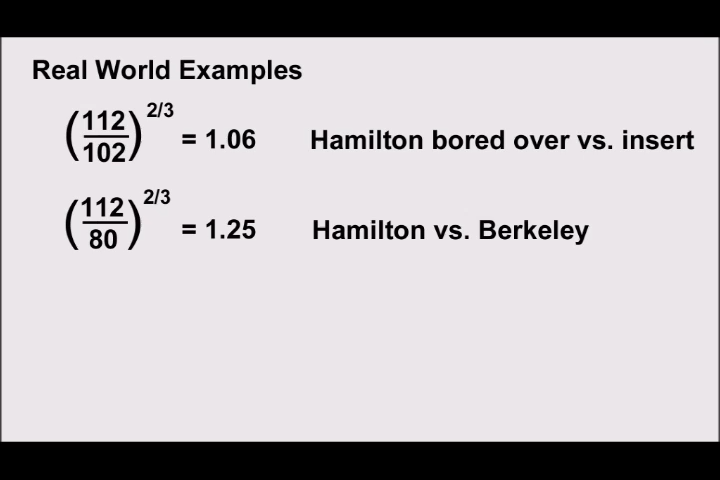 Real World Examples
(112/102)^2/3 = 1.06 Hamilton bored over vs. insert
(112/80)^2/3 = 1.25 Hamilton vs. Berkeley